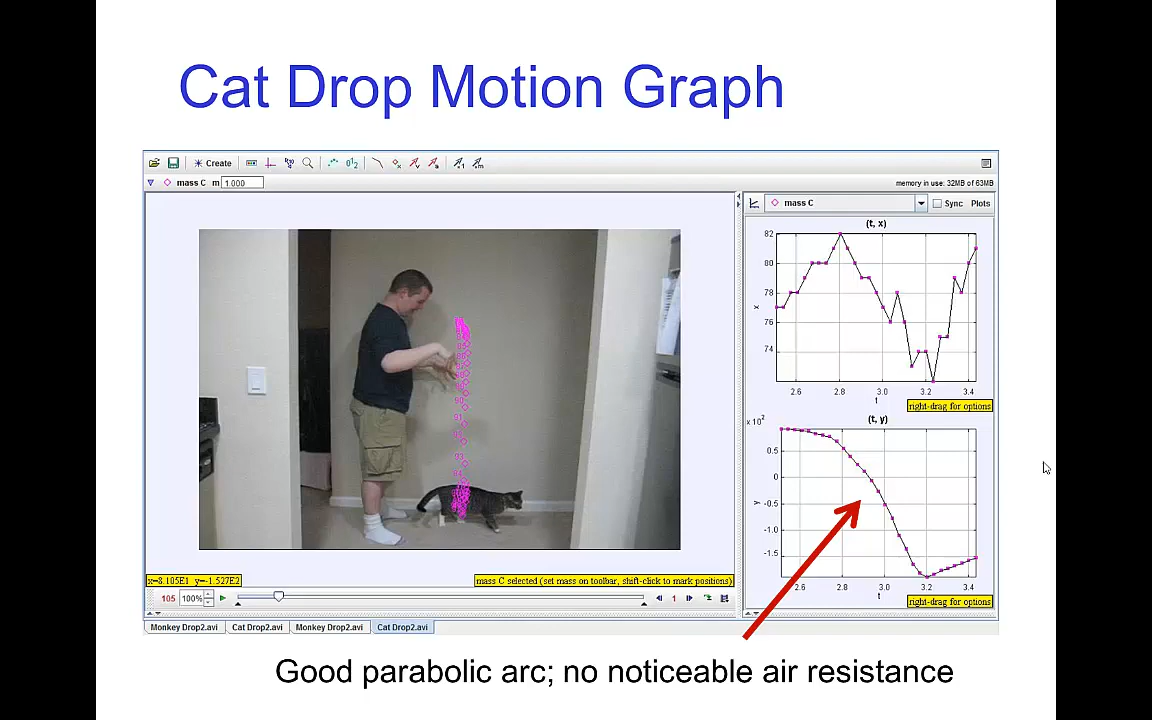 Cat Drop Motion Graph
Create
mass C m 1.000
memory in use: 32MB of 63MB
mass C Sync Plots
(t, x)
82
80
78
76
74
x
2.6 2.8 3.0 3.2 3.4
t
right-drag for options
(t, y)
x 10²
0.5
0
-0.5
-1.0
-1.5
y
2.6 2.8 3.0 3.2 3.4
t
right-drag for options
90
91
93
94
x=8.105E1 y=-1.527E2
mass C selected (set mass on toolbar, shift-click to mark positions)
105 100% 1
Monkey Drop2.avi Cat Drop2.avi Monkey Drop2.avi Cat Drop2.avi
Good parabolic arc; no noticeable air resistance